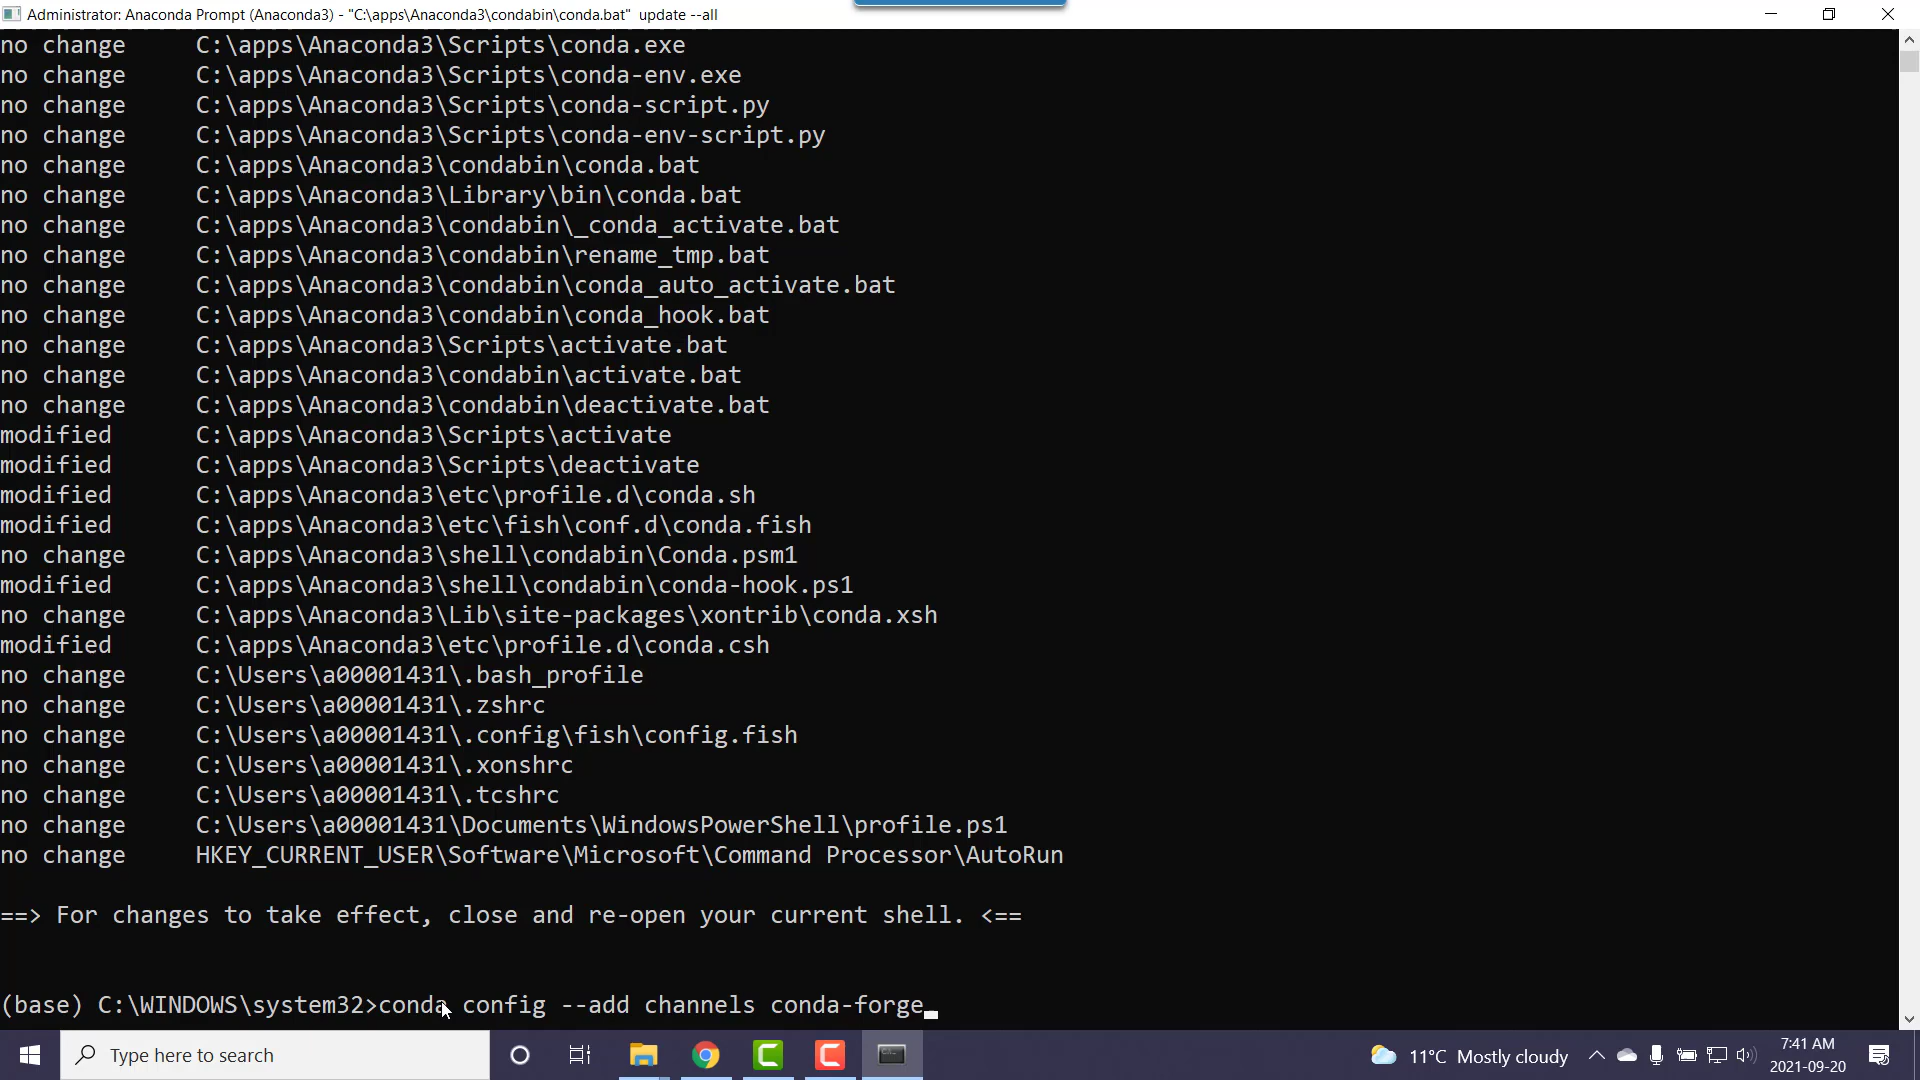 Administrator: Anaconda Prompt (Anaconda3) - "C:\apps\Anaconda3\condabin\conda.bat"  update --all
no change     C:\apps\Anaconda3\Scripts\conda.exe
no change     C:\apps\Anaconda3\Scripts\conda-env.exe
no change     C:\apps\Anaconda3\Scripts\conda-script.py
no change     C:\apps\Anaconda3\Scripts\conda-env-script.py
no change     C:\apps\Anaconda3\condabin\conda.bat
no change     C:\apps\Anaconda3\Library\bin\conda.bat
no change     C:\apps\Anaconda3\condabin\_conda_activate.bat
no change     C:\apps\Anaconda3\condabin\rename_tmp.bat
no change     C:\apps\Anaconda3\condabin\conda_auto_activate.bat
no change     C:\apps\Anaconda3\condabin\conda_hook.bat
no change     C:\apps\Anaconda3\Scripts\activate.bat
no change     C:\apps\Anaconda3\condabin\activate.bat
no change     C:\apps\Anaconda3\condabin\deactivate.bat
modified      C:\apps\Anaconda3\Scripts\activate
modified      C:\apps\Anaconda3\Scripts\deactivate
modified      C:\apps\Anaconda3\etc\profile.d\conda.sh
modified      C:\apps\Anaconda3\etc\fish\conf.d\conda.fish
no change     C:\apps\Anaconda3\shell\condabin\Conda.psm1
modified      C:\apps\Anaconda3\shell\condabin\conda-hook.ps1
no change     C:\apps\Anaconda3\Lib\site-packages\xontrib\conda.xsh
modified      C:\apps\Anaconda3\etc\profile.d\conda.csh
no change     C:\Users\a00001431\.bash_profile
no change     C:\Users\a00001431\.zshrc
no change     C:\Users\a00001431\.config\fish\config.fish
no change     C:\Users\a00001431\.xonshrc
no change     C:\Users\a00001431\.tcshrc
no change     C:\Users\a00001431\Documents\WindowsPowerShell\profile.ps1
no change     HKEY_CURRENT_USER\Software\Microsoft\Command Processor\AutoRun
==> For changes to take effect, close and re-open your current shell. <==
(base) C:\WINDOWS\system32>conda config --add channels conda-forge
Type here to search
11°C Mostly cloudy
7:41 AM
2021-09-20